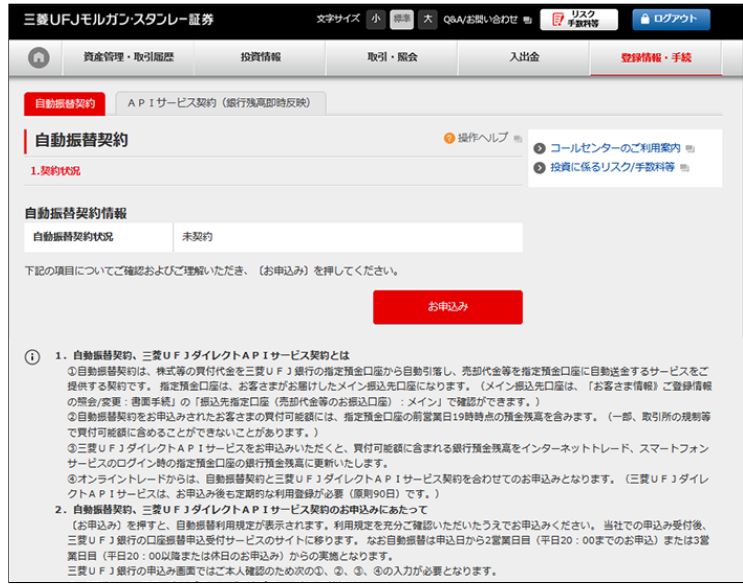 三菱UFJモルガン・スタンレー証券
文字サイズ 小 標準 大 Q&A/お問い合わせ リスク 手数料等 ログアウト
資産管理・取引履歴 投資情報 取引・照会 入出金 登録情報・手続
自動振替契約 ＡＰＩサービス契約（銀行残高即時反映）
自動振替契約 操作ヘルプ
コールセンターのご利用案内
投資に係るリスク/手数料等
1.契約状況
自動振替契約情報
自動振替契約状況 未契約
下記の項目についてご確認およびご理解いただき、〔お申込み〕を押してください。
お申込み
１．自動振替契約、三菱ＵＦＪダイレクトＡＰＩサービス契約とは
①自動振替契約は、株式等の買付代金を三菱ＵＦＪ銀行の指定預金口座から自動引落し、売却代金等を指定預金口座に自動送金するサービスをご
提供する契約です。 指定預金口座は、お客さまがお届けしたメイン振込先口座になります。（メイン振込先口座は、「お客さま情報》ご登録情報
の照会/変更：書面手続」の「振込先指定口座（売却代金等のお振込口座）：メイン」で確認ができます。）
②自動振替契約をお申込みされたお客さまの買付可能額には、指定預金口座の前営業日19時時点の預金残高を含みます。（一部、取引所の規制等
で買付可能額に含めることができないことがあります。）
③三菱ＵＦＪダイレクトＡＰＩサービスをお申込みいただくと、買付可能額に含まれる銀行預金残高をインターネットトレード、スマートフォン
サービスのログイン時の指定預金口座の銀行預金残高に更新いたします。
④オンライントレードからは、自動振替契約と三菱ＵＦＪダイレクトＡＰＩサービス契約を合わせてのお申込みとなります。（三菱ＵＦＪダイレ
クトＡＰＩサービスは、お申込み後も定期的な利用登録が必要（原則90日）です。）
２．自動振替契約、三菱ＵＦＪダイレクトＡＰＩサービス契約のお申込みにあたって
〔お申込み〕を押すと、自動振替利用規定が表示されます。利用規定を充分ご確認いただいたうえでお申込みください。 当社での申込み受付後、
三菱ＵＦＪ銀行の口座振替申込受付サービスのサイトに移ります。 なお自動振替は申込日から2営業日目（平日20：00までのお申込）または3営
業日目（平日20：00以降または休日のお申込み）からの実施となります。
三菱ＵＦＪ銀行の申込み画面ではご本人確認のため次の①、②、③、④の入力が必要となります。